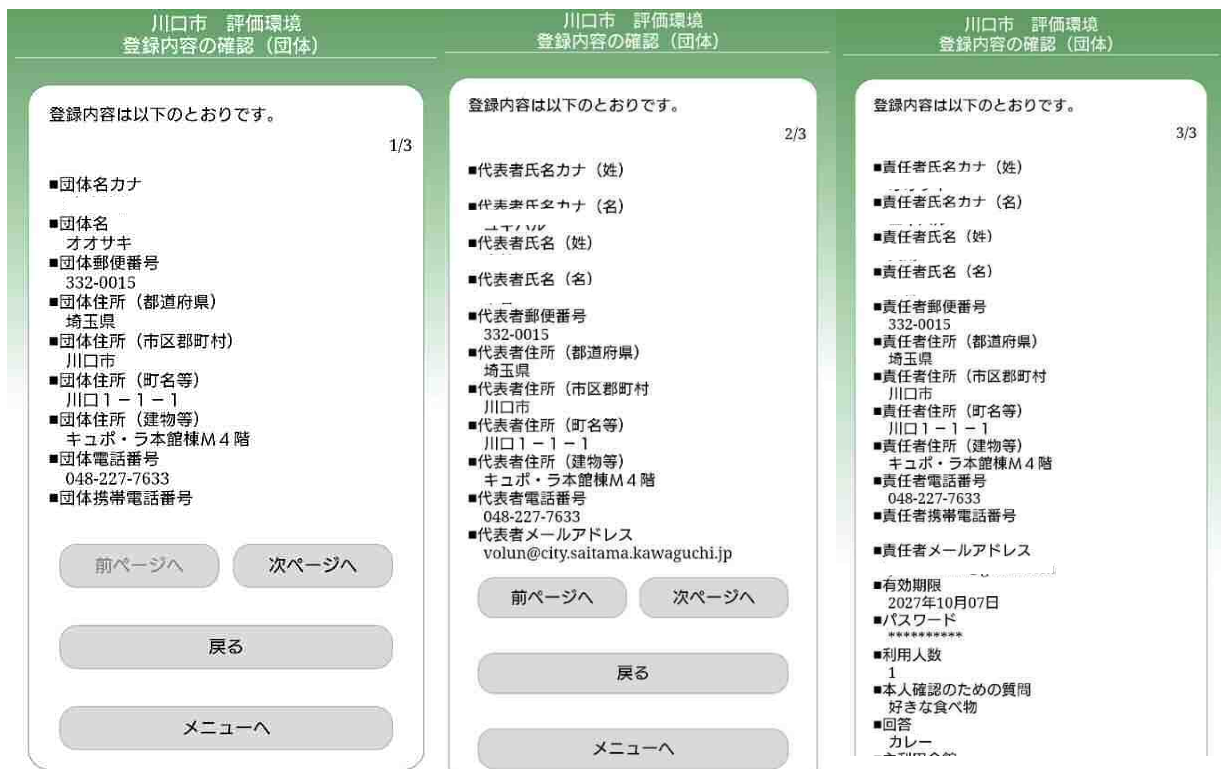 川口市　評価環境
登録内容の確認（団体）
登録内容は以下のとおりです。
1/3
■団体名カナ
■団体名
オオサキ
■団体郵便番号
332-0015
■団体住所（都道府県）
埼玉県
■団体住所（市区郡町村）
川口市
■団体住所（町名等）
川口１－１－１
■団体住所（建物等）
キュポ・ラ本館棟Ｍ４階
■団体電話番号
048-227-7633
■団体携帯電話番号
前ページへ
次ページへ
戻る
メニューへ
川口市　評価環境
登録内容の確認（団体）
登録内容は以下のとおりです。
2/3
■代表者氏名カナ（姓）
■代表者氏名カナ（名）
■代表者氏名（姓）
■代表者氏名（名）
■代表者郵便番号
332-0015
■代表者住所（都道府県）
埼玉県
■代表者住所（市区郡町村
川口市
■代表者住所（町名等）
川口１－１－１
■代表者住所（建物等）
キュポ・ラ本館棟Ｍ４階
■代表者電話番号
048-227-7633
■代表者メールアドレス
volun@city.saitama.kawaguchi.jp
前ページへ
次ページへ
戻る
メニューへ
川口市　評価環境
登録内容の確認（団体）
登録内容は以下のとおりです。
3/3
■責任者氏名カナ（姓）
■責任者氏名カナ（名）
■責任者氏名（姓）
■責任者氏名（名）
■責任者郵便番号
332-0015
■責任者住所（都道府県）
埼玉県
■責任者住所（市区郡町村
川口市
■責任者住所（町名等）
川口１－１－１
■責任者住所（建物等）
キュポ・ラ本館棟Ｍ４階
■責任者電話番号
048-227-7633
■責任者携帯電話番号
■責任者メールアドレス
■有効期限
2027年10月07日
■パスワード
**********
■利用人数
1
■本人確認のための質問
好きな食べ物
■回答
カレー